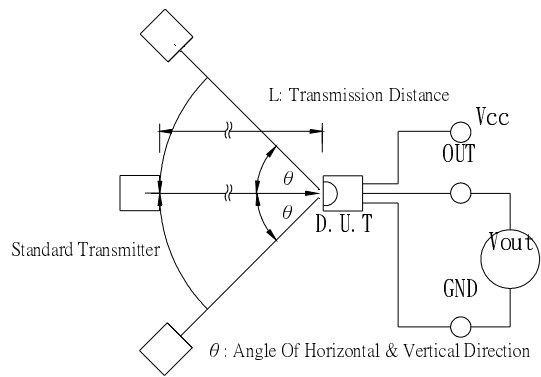 L: Transmission Distance
Vcc
OUT
θ
θ
D.U.T
Standard Transmitter
Vout
GND
θ: Angle Of Horizontal & Vertical Direction